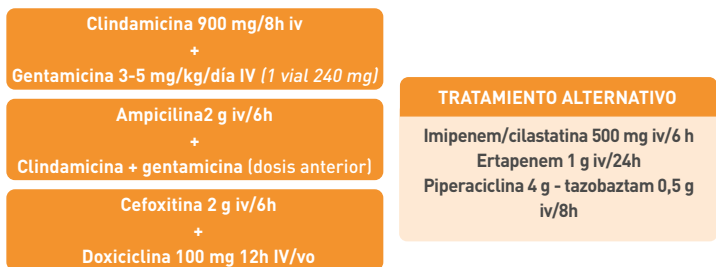 Clindamicina 900 mg/8h iv
+
Gentamicina 3-5 mg/kg/día IV (1 vial 240 mg)
Ampicilina2 g iv/6h
+
Clindamicina + gentamicina (dosis anterior)
Cefoxitina 2 g iv/6h
+
Doxiciclina 100 mg 12h IV/vo
TRATAMIENTO ALTERNATIVO
Imipenem/cilastatina 500 mg iv/6 h
Ertapenem 1 g iv/24h
Piperaciclina 4 g - tazobaztam 0,5 g
iv/8h